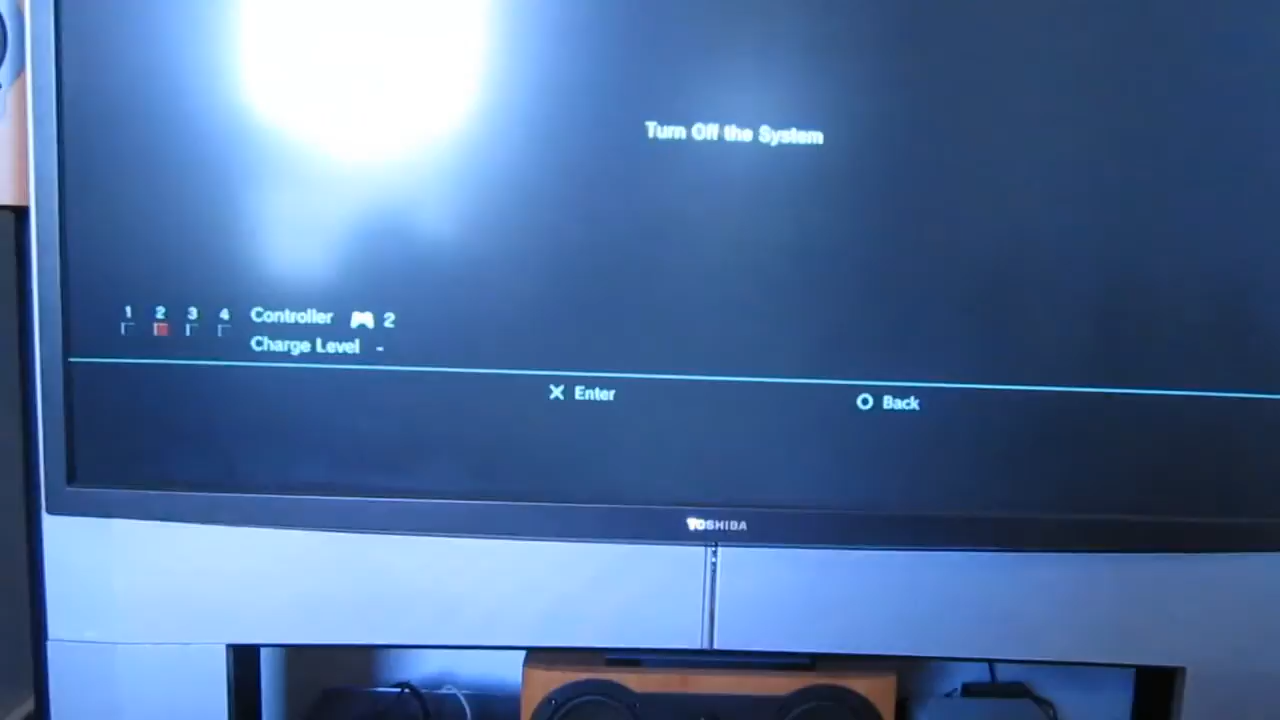 Turn Off the System
1 2 3 4
Controller 2
Charge Level -
X Enter
O Back
TOSHIBA